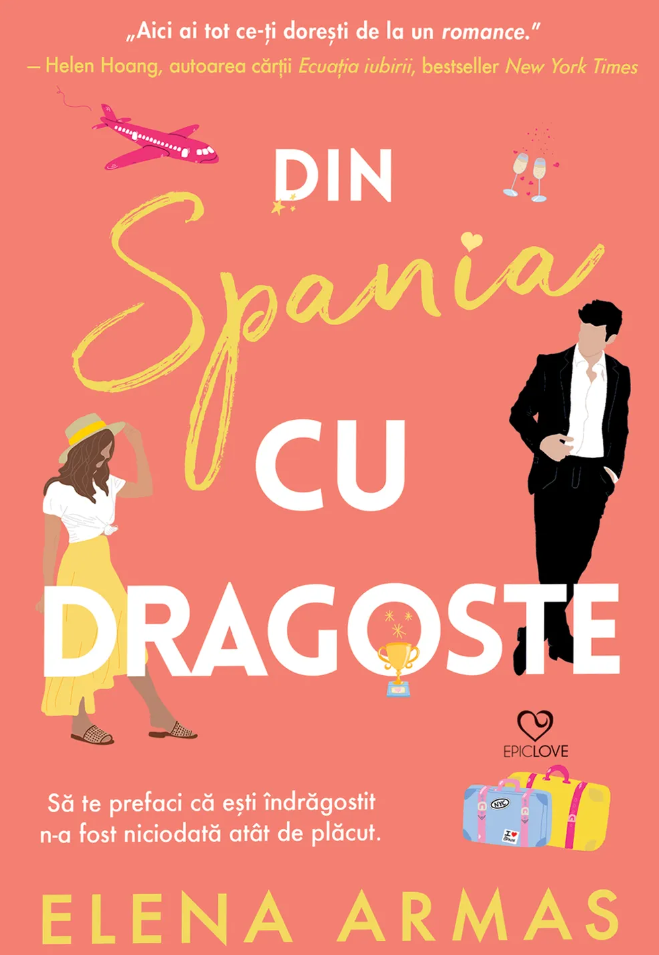 „Aici ai tot ce-ți dorești de la un romance.”
— Helen Hoang, autoarea cărții Ecuația iubirii, bestseller New York Times
DIN
Spania
CU
DRAGOSTE
EPICLOVE
NYC
Să te prefaci că ești îndrăgostit
n-a fost niciodată atât de plăcut.
ELENA ARMAS